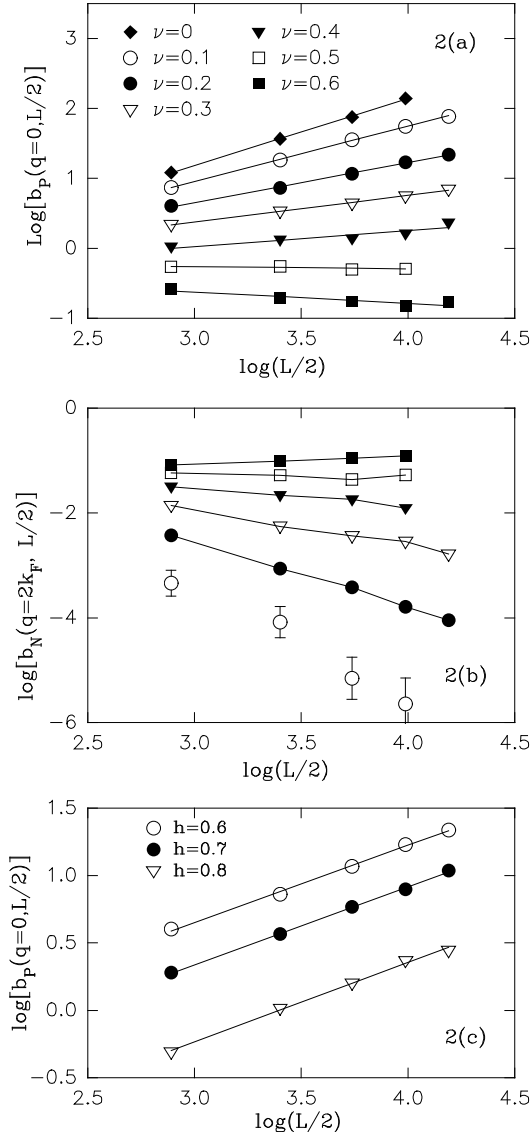 2(a)
ν=0
ν=0.1
ν=0.2
ν=0.3
ν=0.4
ν=0.5
ν=0.6
Log[b_P(q=0,L/2)]
3
2
1
0
−1
2.5 3.0 3.5 4.0 4.5
log(L/2)
2(b)
log[b_N(q=2k_F, L/2)]
0
−2
−4
−6
2.5 3.0 3.5 4.0 4.5
log(L/2)
h=0.6
h=0.7
h=0.8
log[b_P(q=0,L/2)]
1.5
1.0
0.5
0.0
−0.5
2(c)
2.5 3.0 3.5 4.0 4.5
log(L/2)